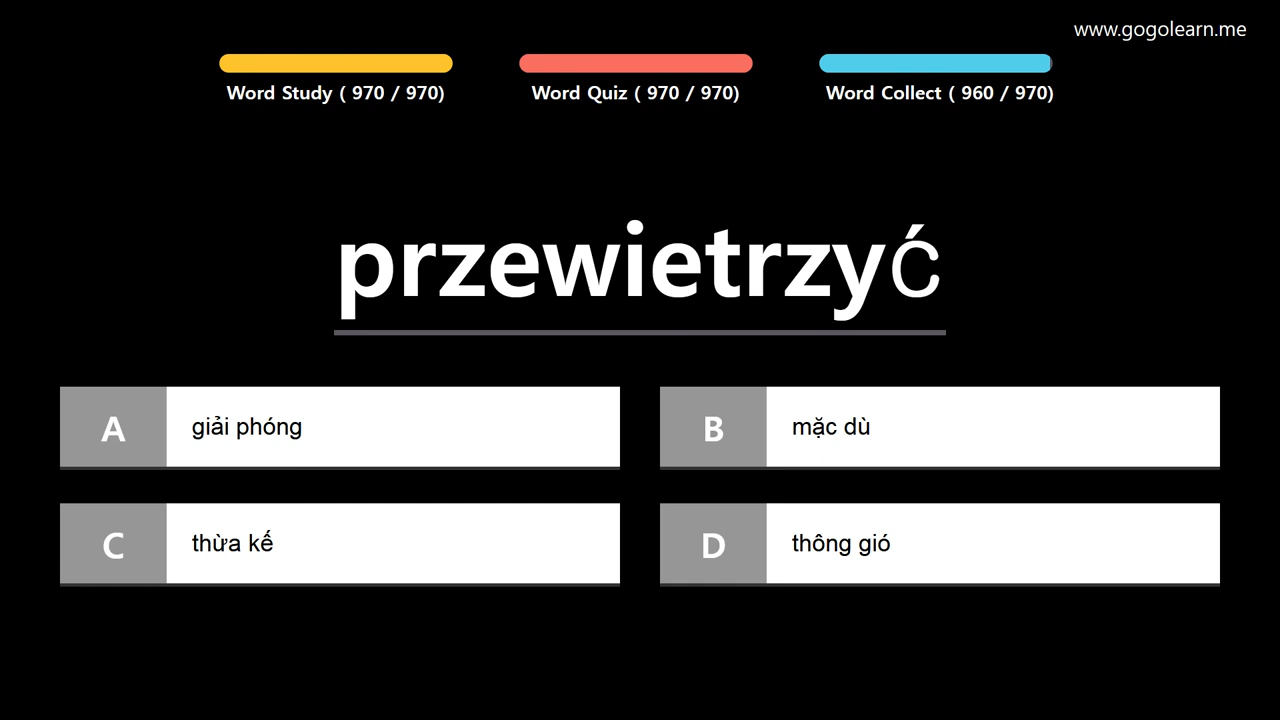 www.gogolearn.me
Word Study ( 970 / 970)
Word Quiz ( 970 / 970)
Word Collect ( 960 / 970)
przewietrzyć
A giải phóng
B mặc dù
C thừa kế
D thông gió